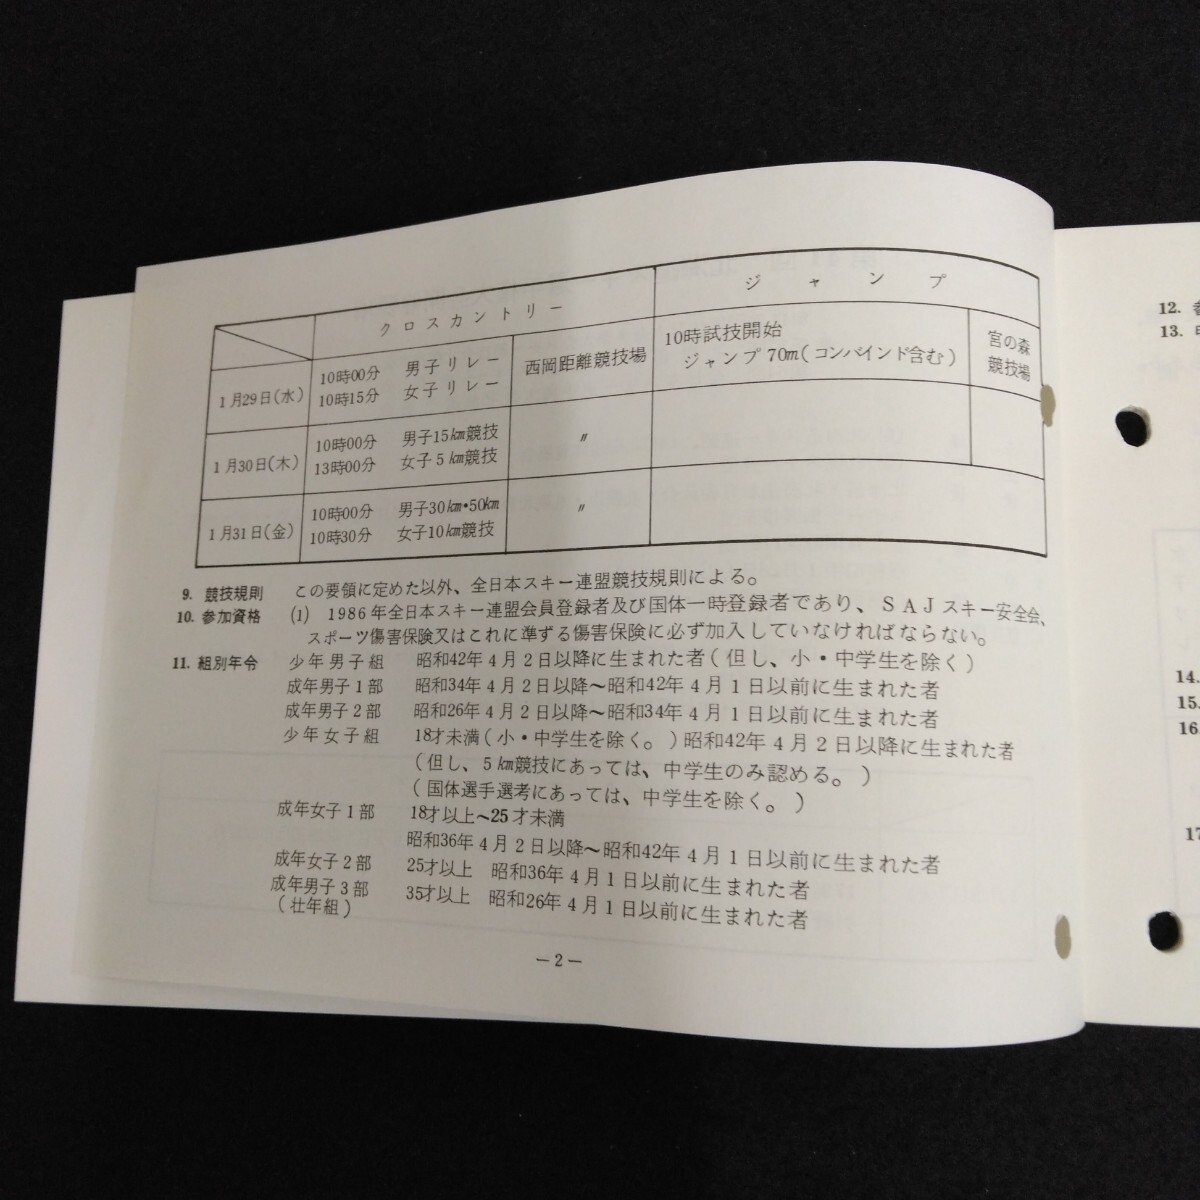 クロスカントリー
ジャンプ
1月29日(水)
10時00分 男子リレー
10時15分 女子リレー
西岡距離競技場
10時試技開始
ジャンプ70m(コンバインド含む)
宮の森
競技場
1月30日(木)
10時00分 男子15㎞競技
13時00分 女子5㎞競技
〃
1月31日(金)
10時00分 男子30㎞・50㎞
10時30分 女子10㎞競技
〃
9. 競技規則 この要領に定めた以外、全日本スキー連盟競技規則による。
10. 参加資格 (1) 1986年全日本スキー連盟会員登録者及び国体一時登録者であり、SAJスキー安全会、
スポーツ傷害保険又はこれに準ずる傷害保険に必ず加入していなければならない。
11. 組別年令 少年男子組 昭和42年4月2日以降に生まれた者(但し、小・中学生を除く)
成年男子1部 昭和34年4月2日以降〜昭和42年4月1日以前に生まれた者
成年男子2部 昭和26年4月2日以降〜昭和34年4月1日以前に生まれた者
少年女子組 18才未満(小・中学生を除く。)昭和42年4月2日以降に生まれた者
(但し、5㎞競技にあっては、中学生のみ認める。)
(国体選手選考にあっては、中学生を除く。)
成年女子1部 18才以上〜25才未満
昭和36年4月2日以降〜昭和42年4月1日以前に生まれた者
成年女子2部 25才以上 昭和36年4月1日以前に生まれた者
成年男子3部 35才以上 昭和26年4月1日以前に生まれた者
(壮年組)
—2—
12.
13.
14.
15.
16.
17